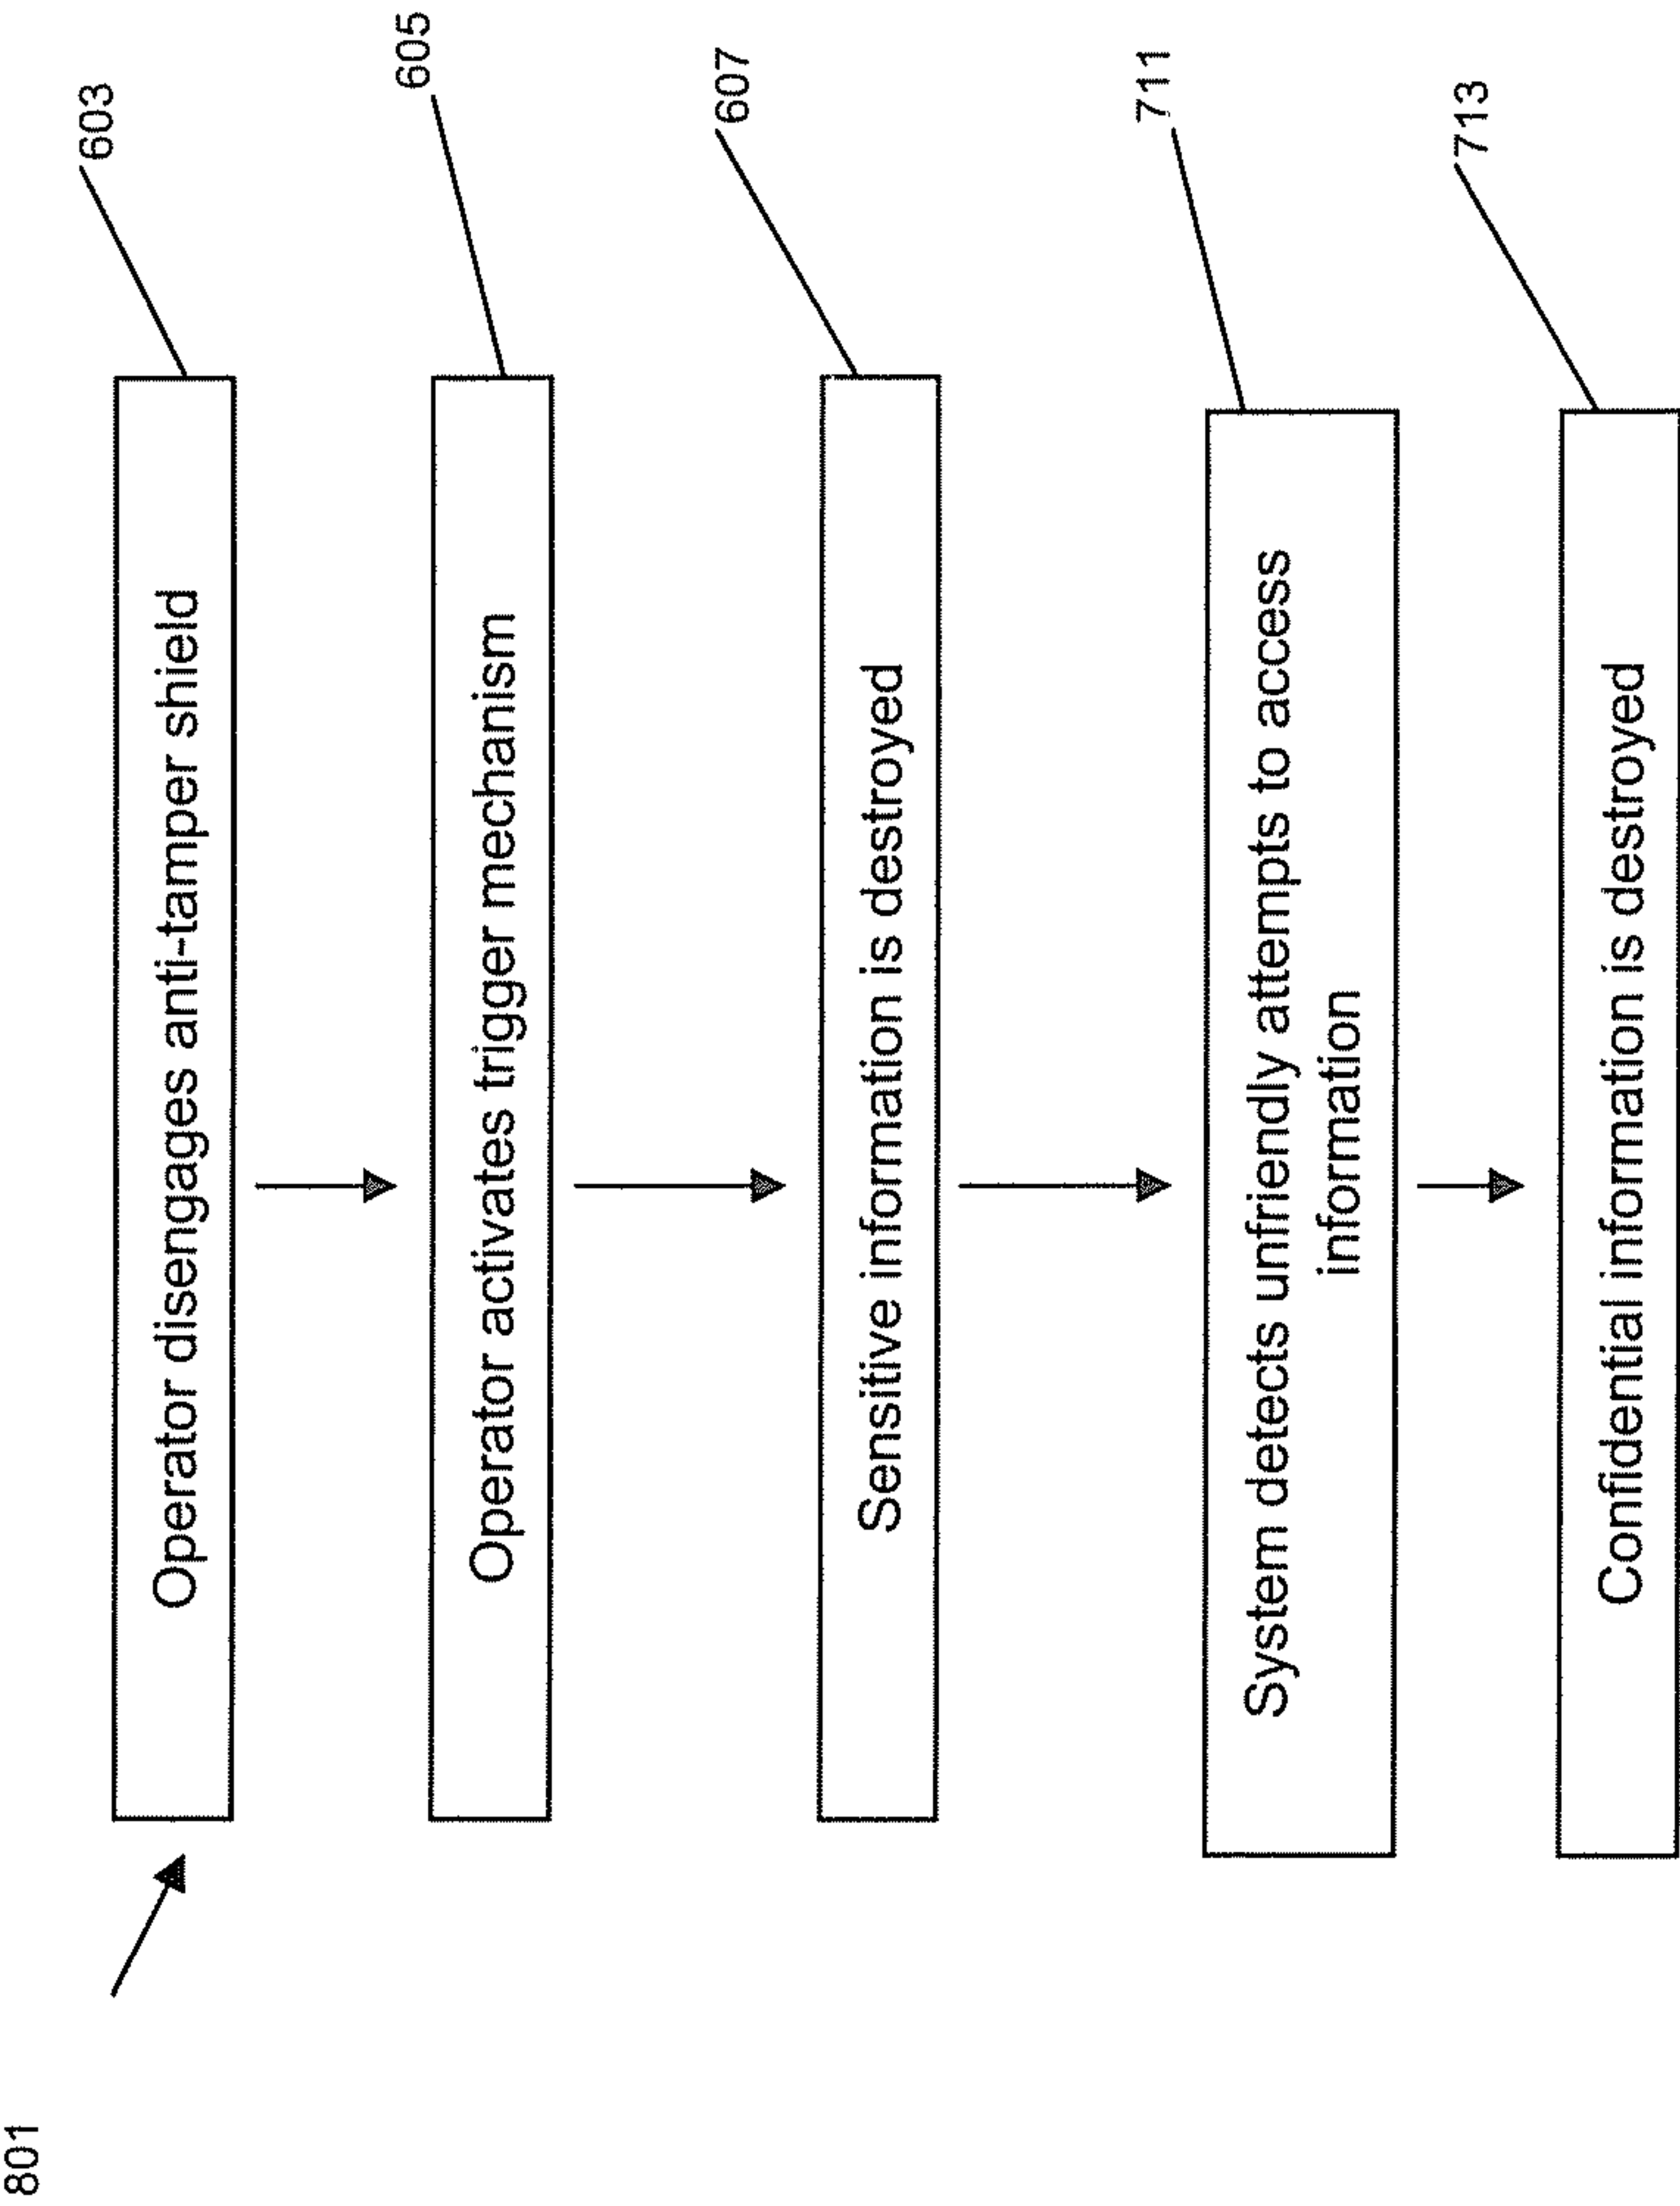 801
Operator disengages anti-tamper shield
603
Operator activates trigger mechanism
605
Sensitive information is destroyed
607
System detects unfriendly attempts to access
information
711
Confidential information is destroyed
713